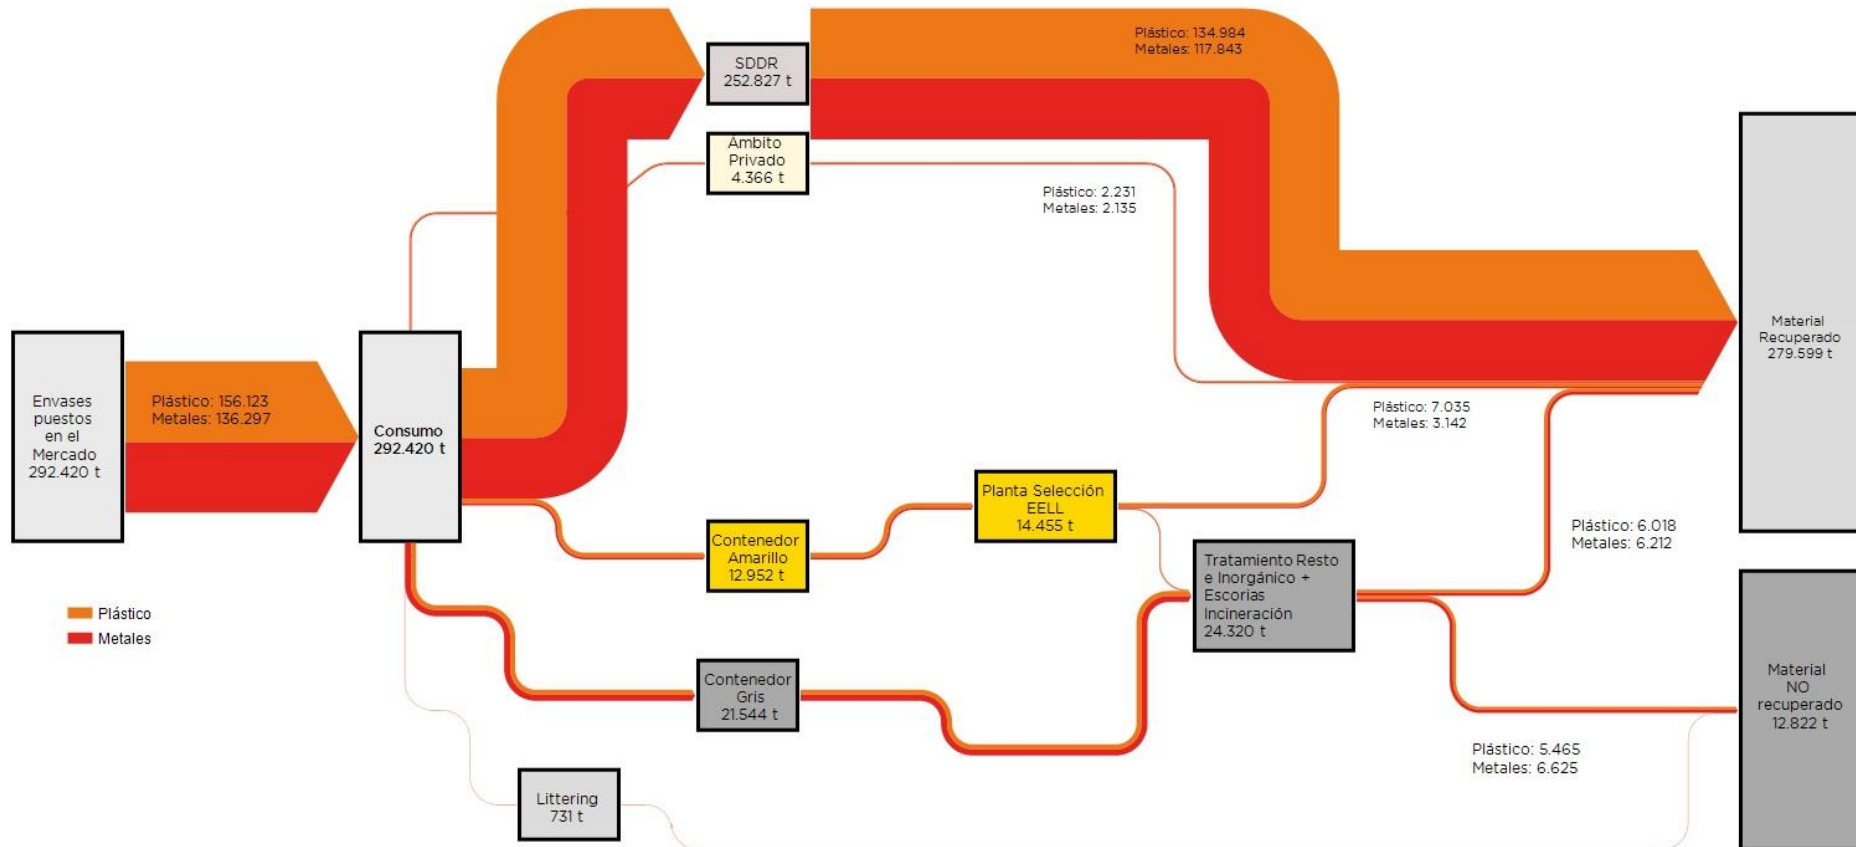 Plástico: 134.984
Metales: 117.843
SDDR
252.827 t
Ámbito
Privado
4.366 t
Plástico: 2.231
Metales: 2.135
Envases
puestos
en el
Mercado
292.420 t
Plástico: 156.123
Metales: 136.297
Consumo
292.420 t
Material
Recuperado
279.599 t
Plástico: 7.035
Metales: 3.142
Planta Selección
EELL
14.455 t
Contenedor
Amarillo
12.952 t
Plástico: 6.018
Metales: 6.212
Tratamiento Resto
e Inorgánico +
Escorias
Incineración
24.320 t
Plástico
Metales
Contenedor
Gris
21.544 t
Material
NO
recuperado
12.822 t
Plástico: 5.465
Metales: 6.625
Littering
731 t